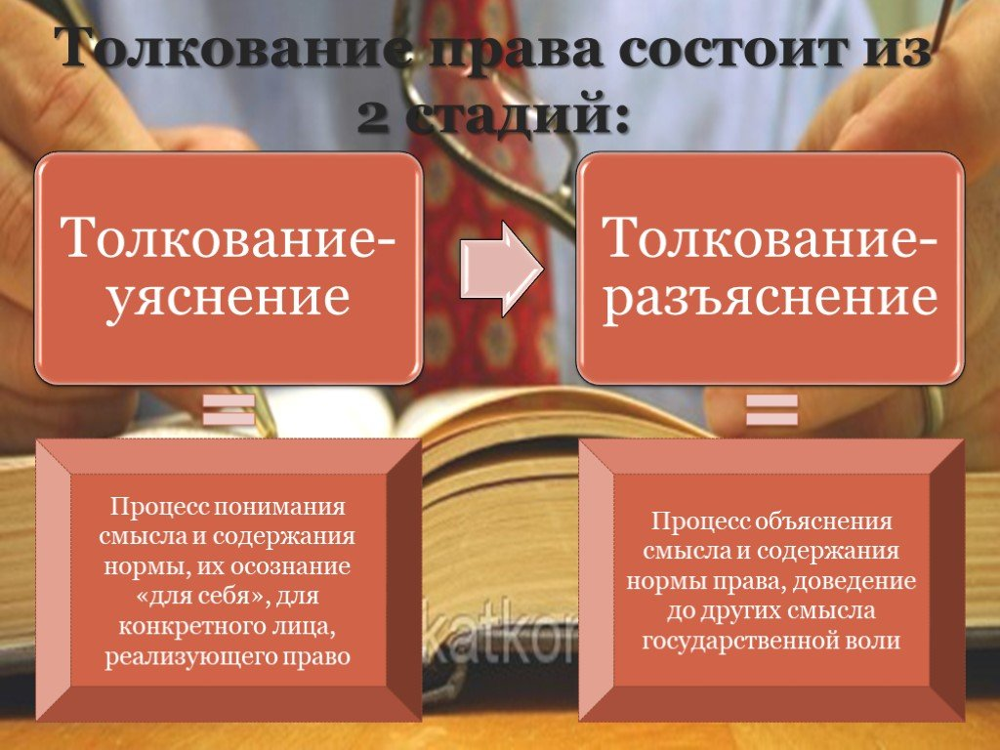 Толкование права состоит из
2 стадий:
Толкование-
уяснение
Толкование-
разъяснение
Процесс понимания
смысла и содержания
нормы, их осознание
«для себя», для
конкретного лица,
реализующего право
Процесс объяснения
смысла и содержания
нормы права, доведение
до других смысла
государственной воли
katkor